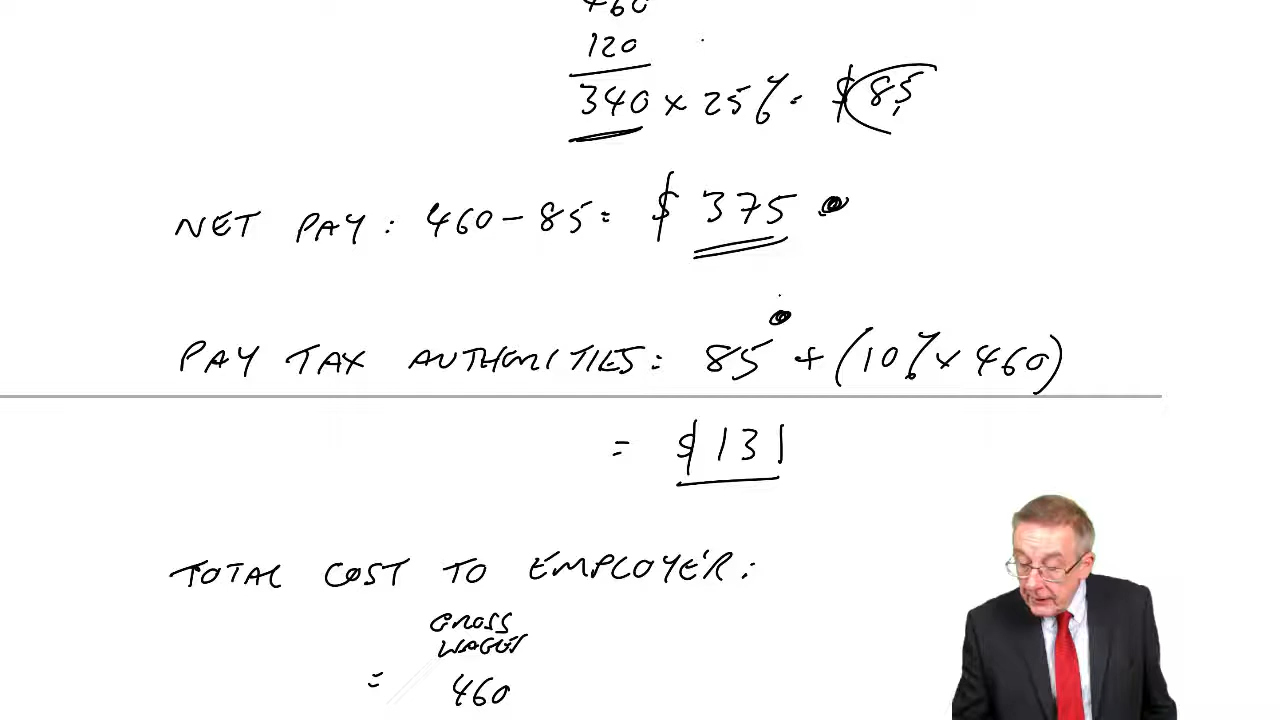 460
120
340 x 25% = $85
NET PAY: 460 - 85 = $375
PAY TAX AUTHORITIES: 85 + (10% x 460)
= $131
TOTAL COST TO EMPLOYER:
GROSS
WAGES
= 460